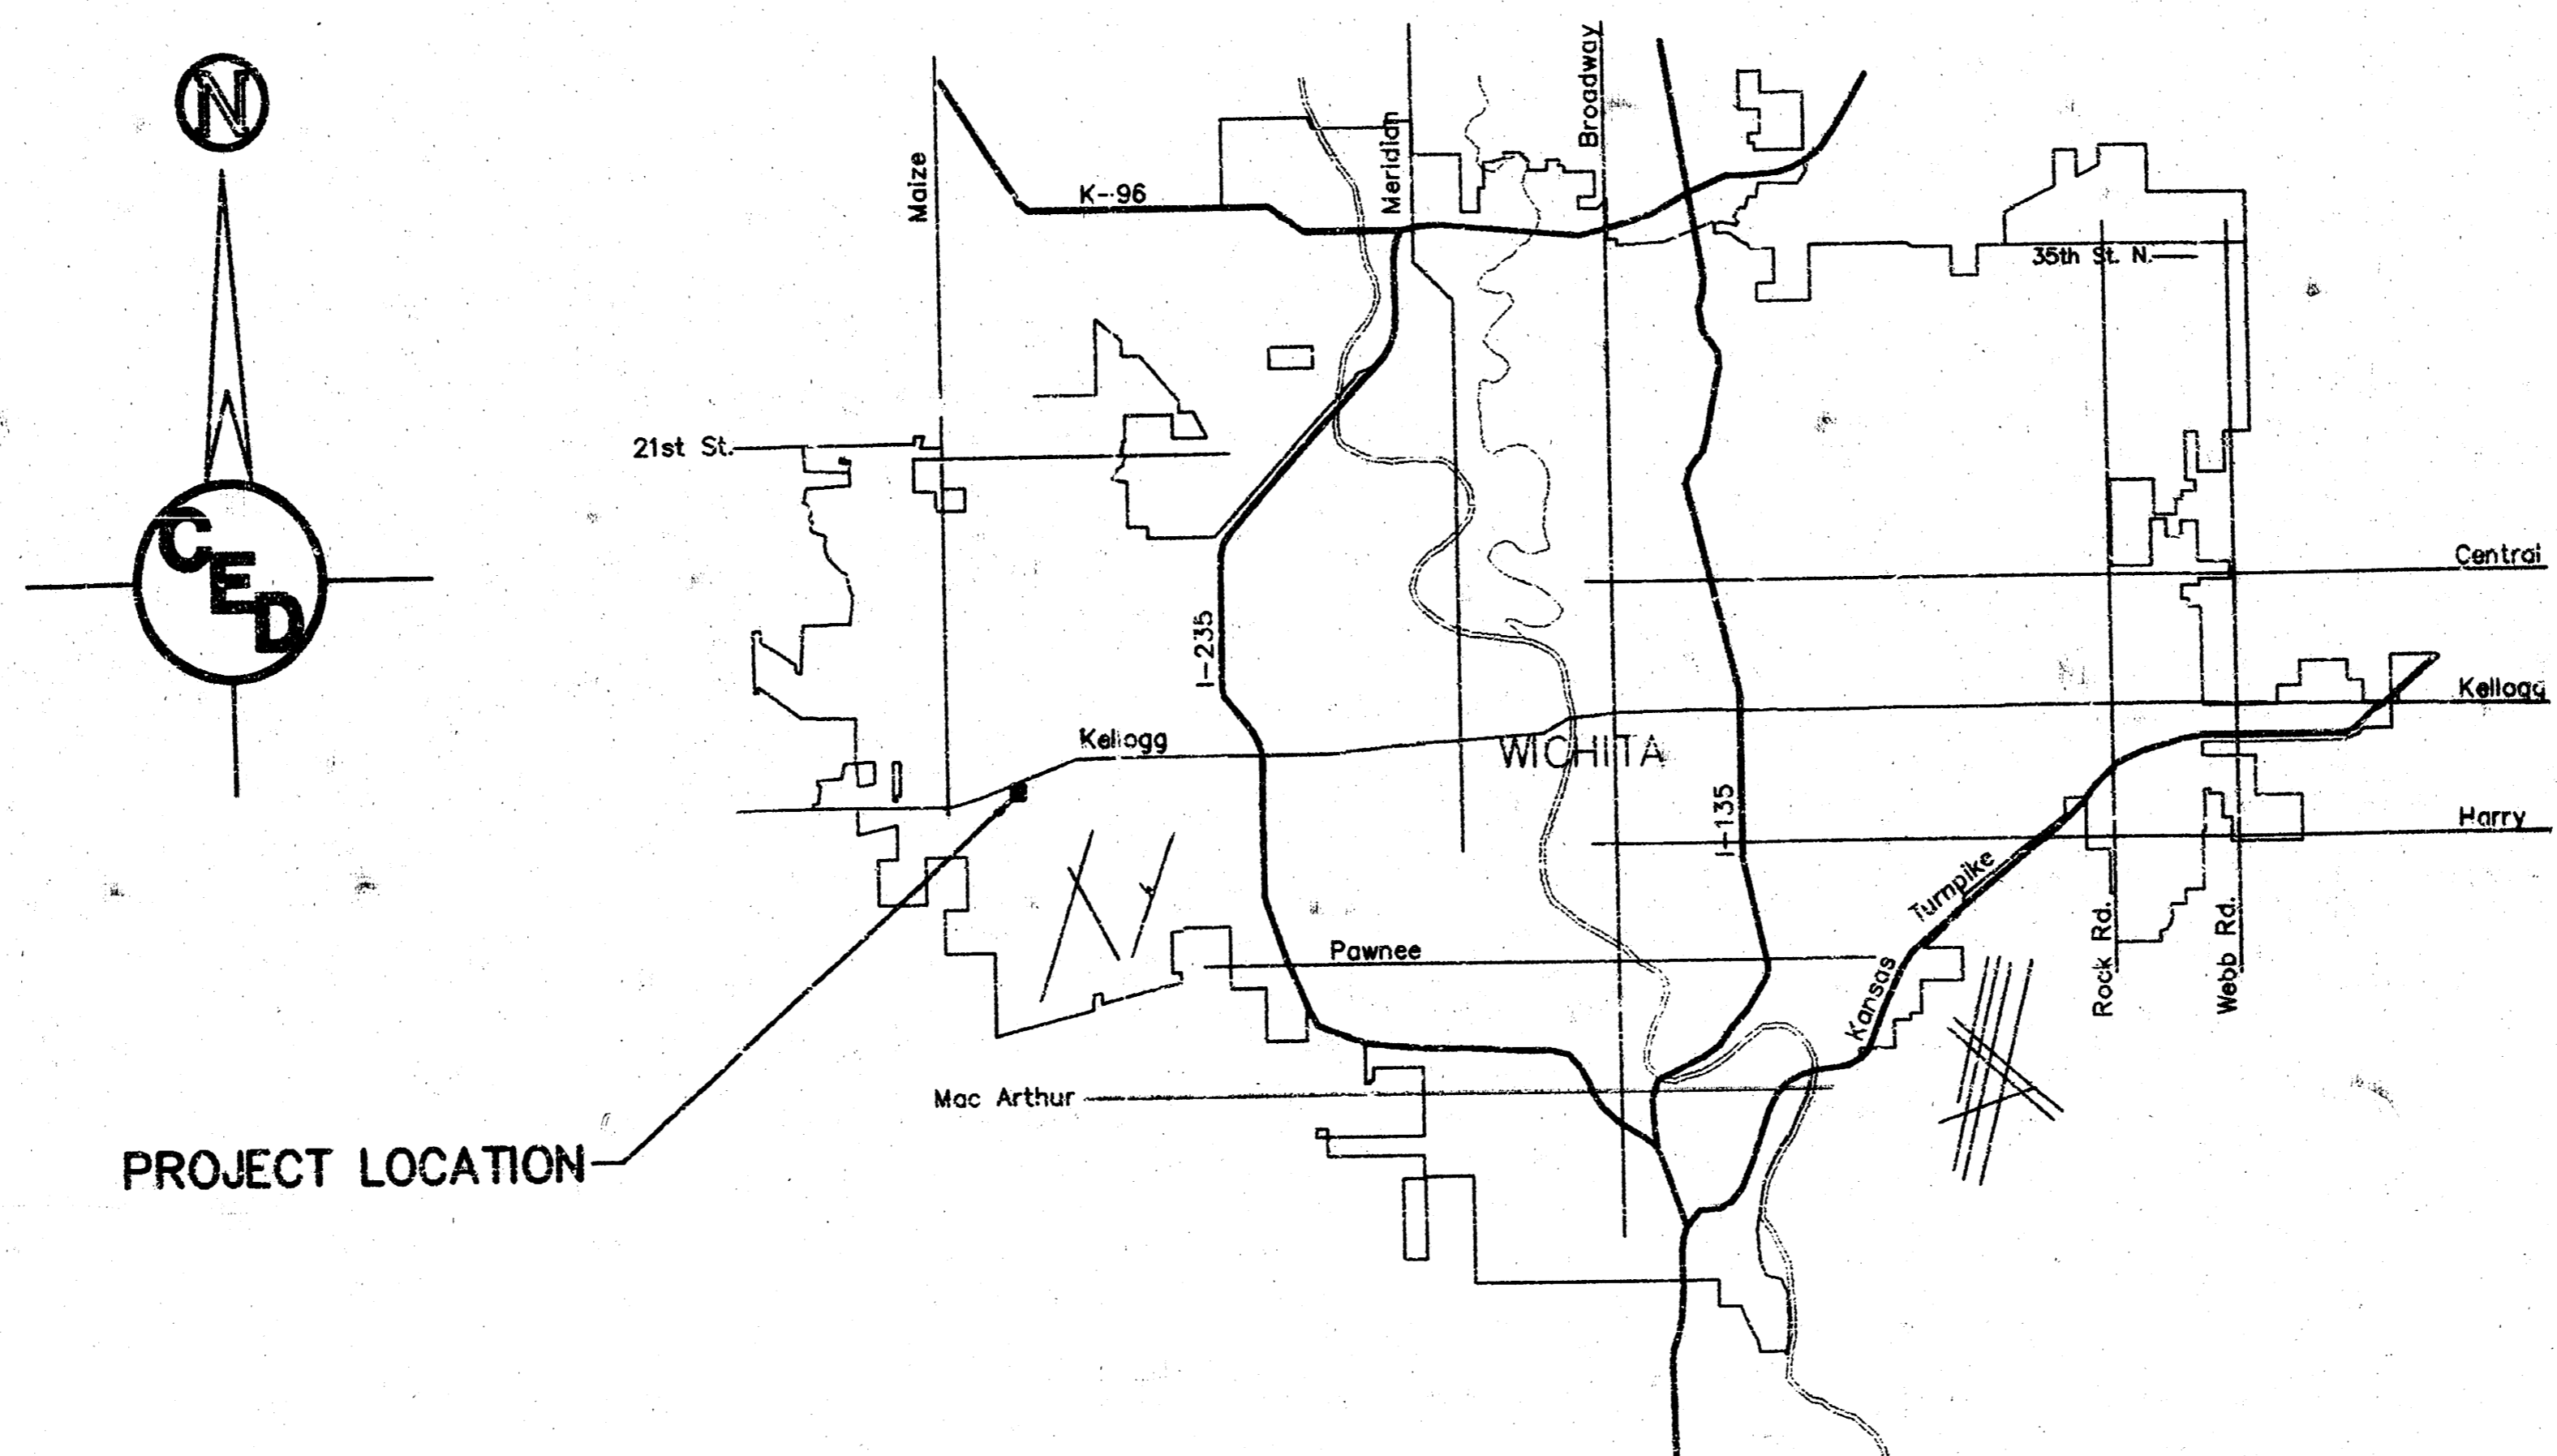 N
Broadway
Meridian
Maize
K-96
35th St. N.
21st St.
CED
Central
I-235
Kellogg
Kellogg
WICHITA
I-135
Harry
Turnpike
Kansas
Pawnee
Rock Rd.
Webb Rd.
Mac Arthur
PROJECT LOCATION